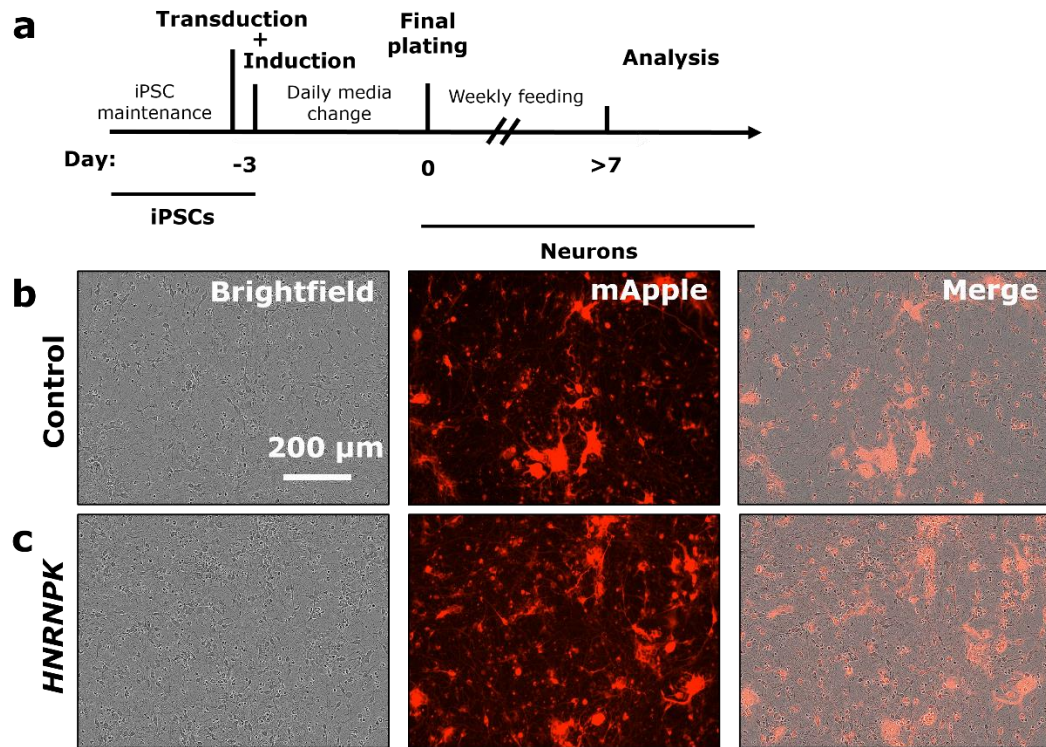 a
Transduction
+
Induction
Final
plating
Analysis
iPSC
maintenance
Daily media
change
Weekly feeding
Day:
-3
0
>7
iPSCs
Neurons
b
Control
Brightfield
200 µm
mApple
Merge
c
HNRNPK